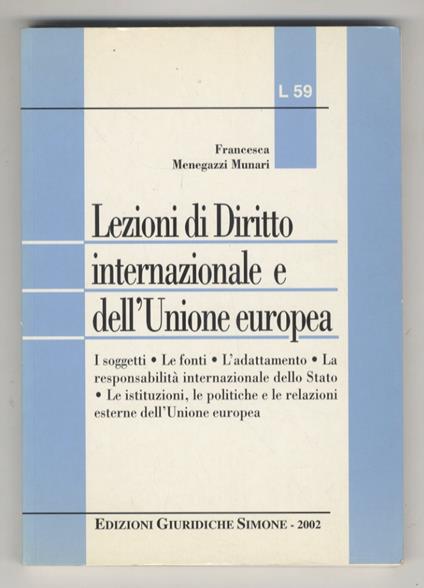 L 59
Francesca
Menegazzi Munari
Lezioni di Diritto
internazionale e
dell'Unione europea
I soggetti • Le fonti • L'adattamento • La
responsabilità internazionale dello Stato
• Le istituzioni, le politiche e le relazioni
esterne dell'Unione europea
EDIZIONI GIURIDICHE SIMONE - 2002